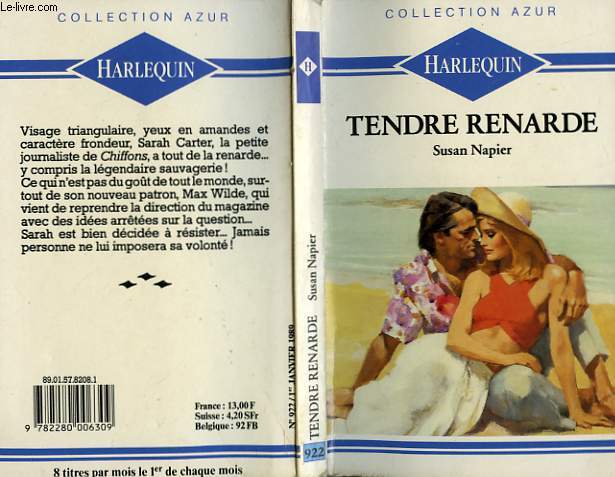 Le-livre.com
COLLECTION AZUR
HARLEQUIN
Visage triangulaire, yeux en amandes et
caractère frondeur, Sarah Carter, la petite
journaliste de Chiffons, a tout de la renarde...
y compris la légendaire sauvagerie !
Ce qui n'est pas du goût de tout le monde, sur-
tout de son nouveau patron, Max Wilde, qui
vient de reprendre la direction du magazine
avec des idées arrêtées sur la question...
Sarah est bien décidée à résister... Jamais
personne ne lui imposera sa volonté !
89.01.57.8208.1
9 782280 006309
France : 13,00 F
Suisse : 4,20 SFr
Belgique : 92 FB
8 titres par mois le 1er de chaque mois
H
Susan Napier
TENDRE RENARDE
N° 922 / 1er JANVIER 1989
922
COLLECTION AZUR
HARLEQUIN
TENDRE RENARDE
Susan Napier